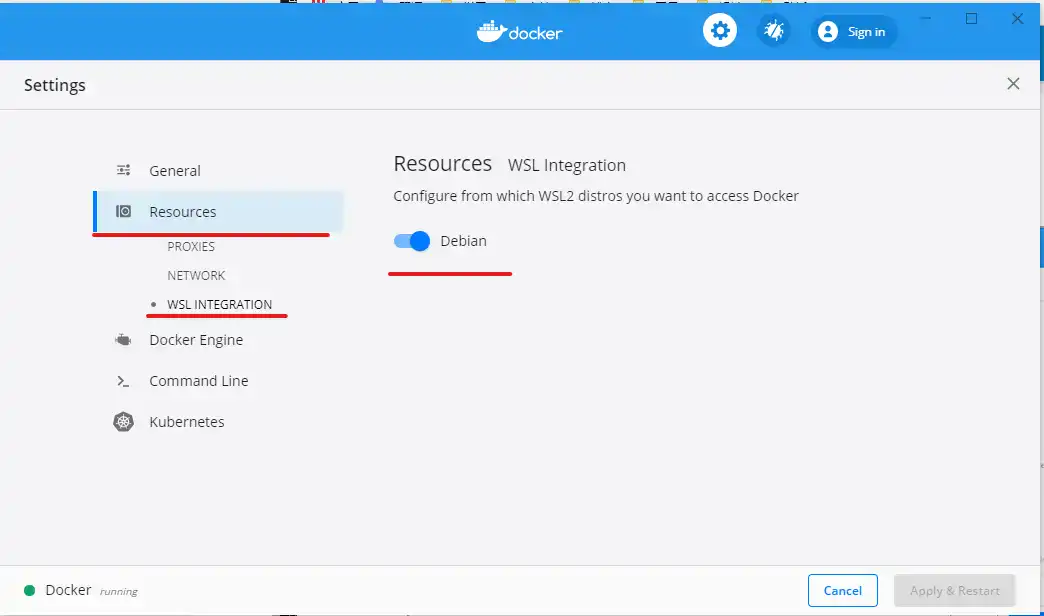 docker
Sign in
Settings
General
Resources
PROXIES
NETWORK
WSL INTEGRATION
Docker Engine
Command Line
Kubernetes
Resources WSL Integration
Configure from which WSL2 distros you want to access Docker
Debian
Docker running
Cancel
Apply & Restart